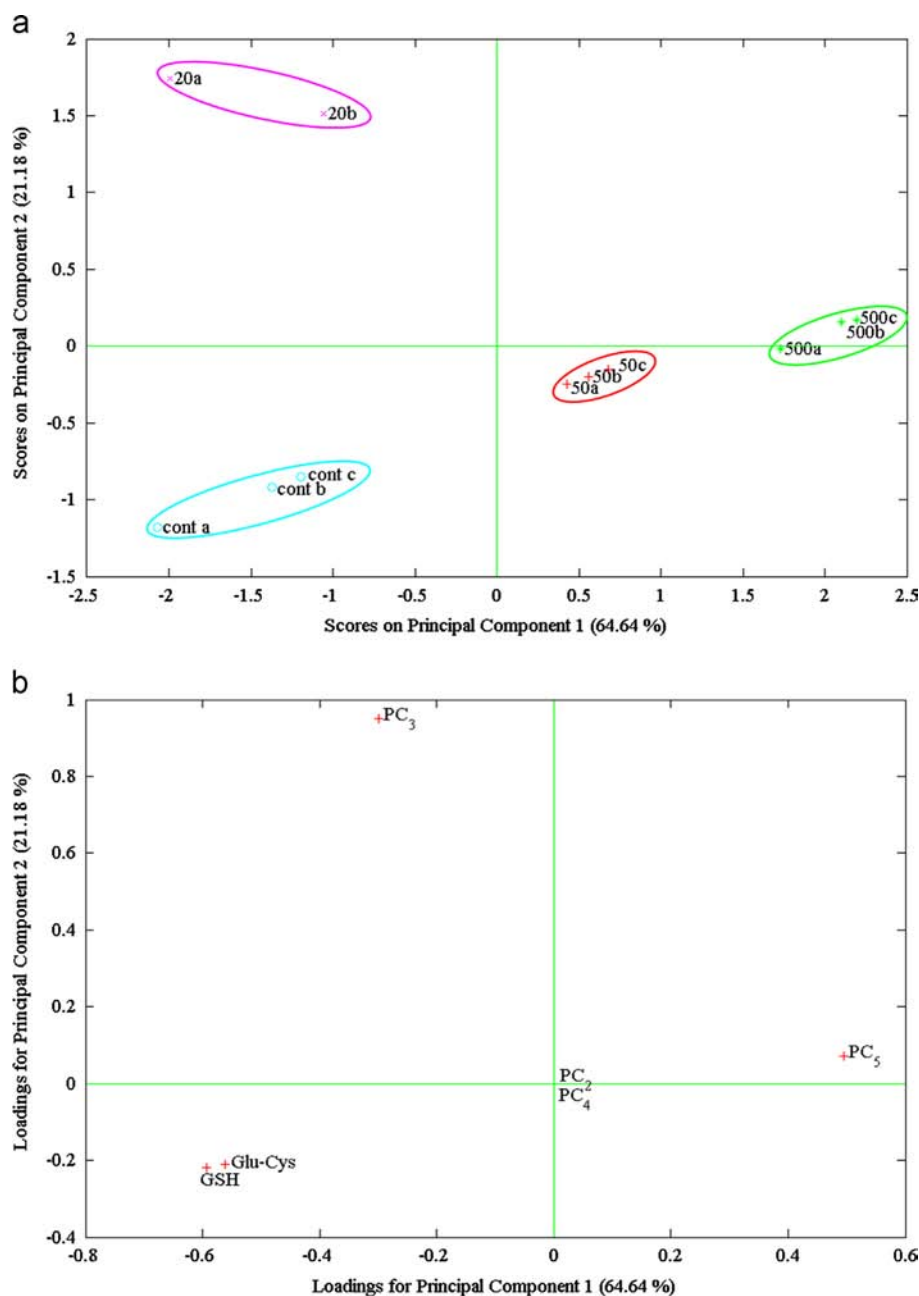 a
2
1.5
1
0.5
0
-0.5
-1
-1.5
Scores on Principal Component 2 (21.18 %)
20a
20b
500c
500b
500a
50c
50b
50a
cont c
cont b
cont a
-2.5 -2 -1.5 -1 -0.5 0 0.5 1 1.5 2 2.5
Scores on Principal Component 1 (64.64 %)
b
1
0.8
0.6
0.4
0.2
0
-0.2
-0.4
Loadings for Principal Component 2 (21.18 %)
PC3
PC5
PC2
PC4
Glu-Cys
GSH
-0.8 -0.6 -0.4 -0.2 0 0.2 0.4 0.6
Loadings for Principal Component 1 (64.64 %)